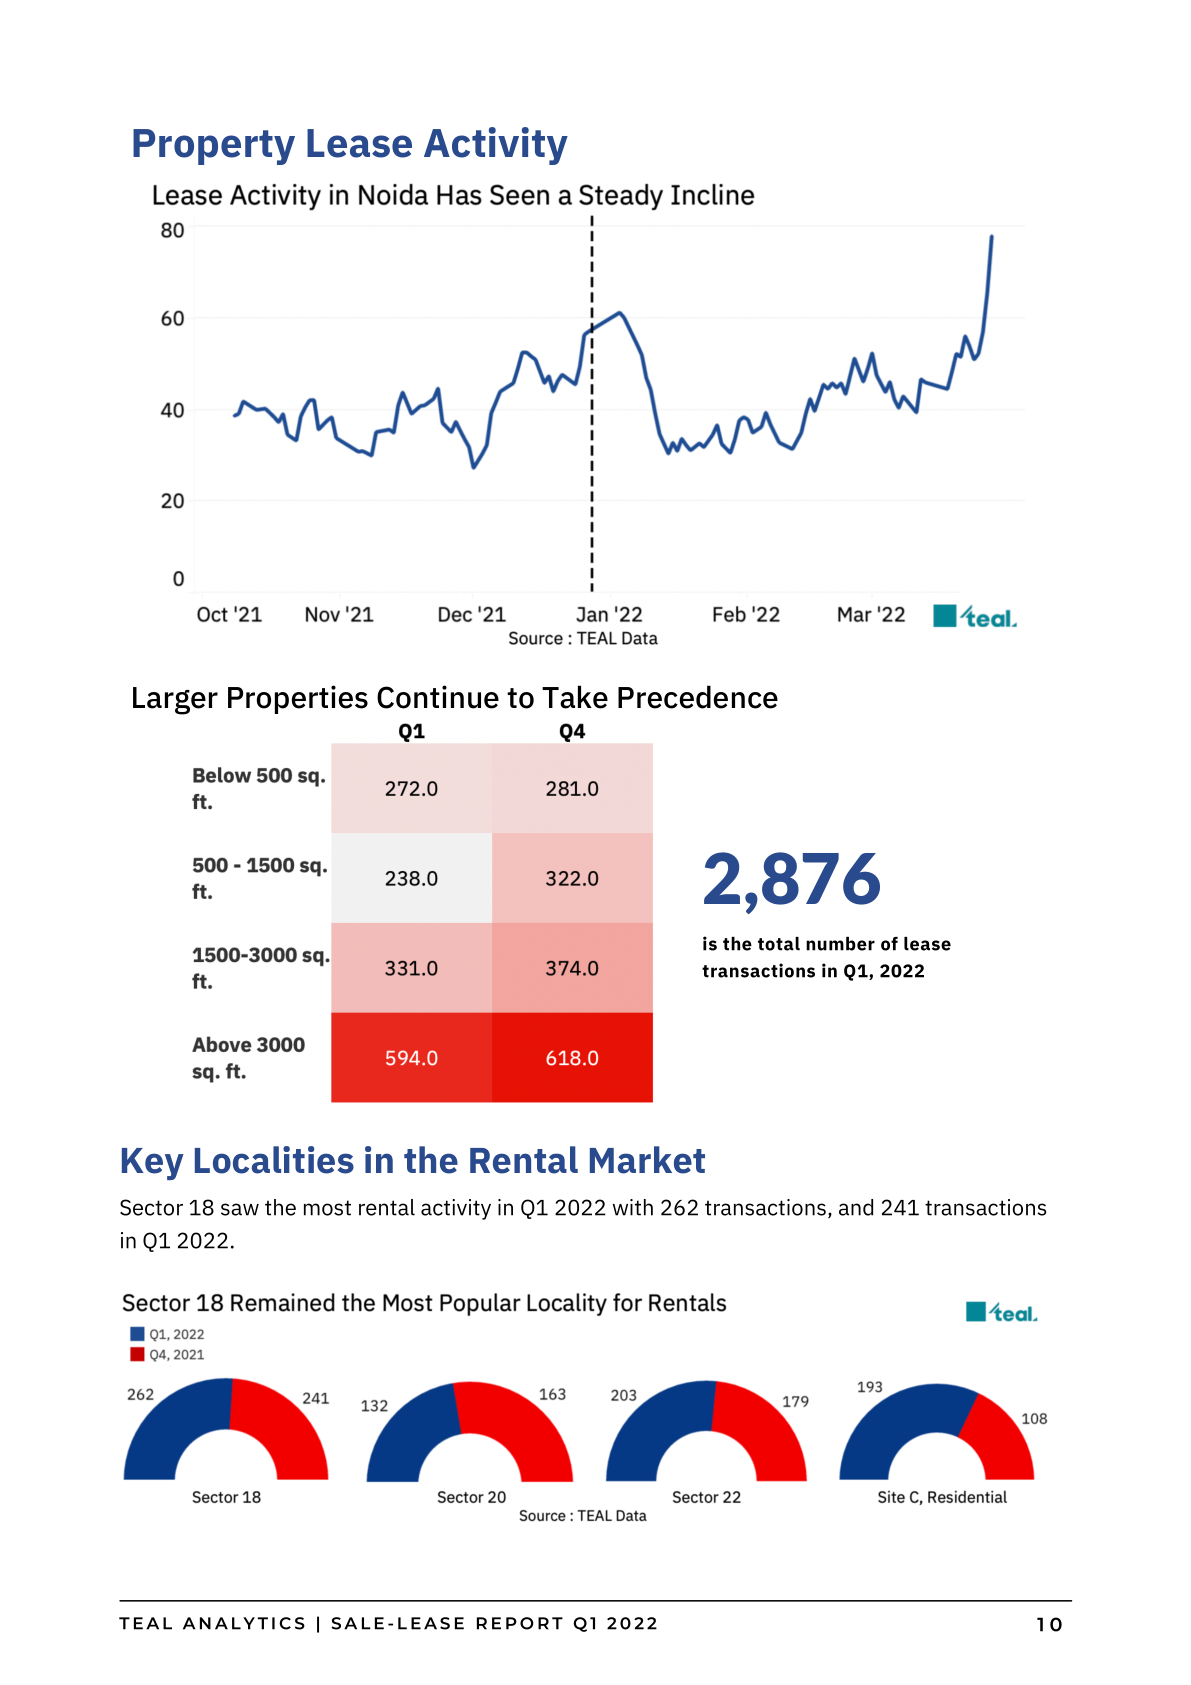 Property Lease Activity
Lease Activity in Noida Has Seen a Steady Incline
80
60
40
20
0
Oct '21 Nov '21 Dec '21 Jan '22 Feb '22 Mar '22
teal.
Source : TEAL Data
Larger Properties Continue to Take Precedence
Q1 Q4
Below 500 sq.
ft.
272.0 281.0
500 - 1500 sq.
ft.
238.0 322.0
1500-3000 sq.
ft.
331.0 374.0
Above 3000
sq. ft.
594.0 618.0
2,876
is the total number of lease
transactions in Q1, 2022
Key Localities in the Rental Market
Sector 18 saw the most rental activity in Q1 2022 with 262 transactions, and 241 transactions
in Q1 2022.
Sector 18 Remained the Most Popular Locality for Rentals
teal.
Q1, 2022
Q4, 2021
262 241
132 163
203 179
193 108
Sector 18 Sector 20 Sector 22 Site C, Residential
Source : TEAL Data
TEAL ANALYTICS | SALE-LEASE REPORT Q1 2022 10